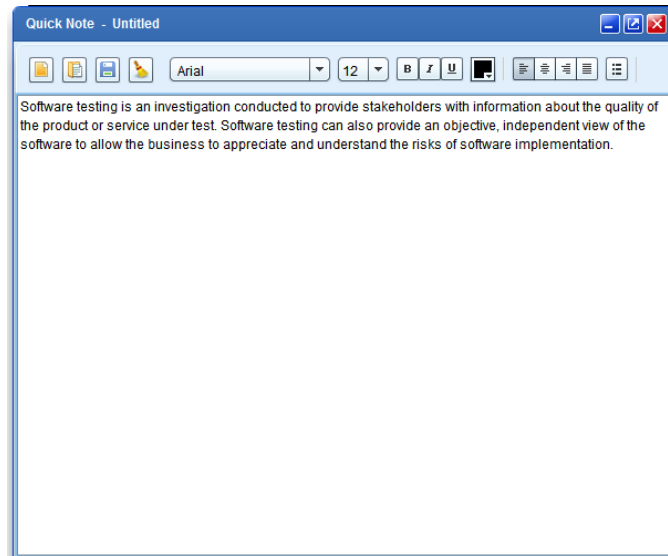 Quick Note - Untitled
Arial 12 B I U
Software testing is an investigation conducted to provide stakeholders with information about the quality of
the product or service under test. Software testing can also provide an objective, independent view of the
software to allow the business to appreciate and understand the risks of software implementation.